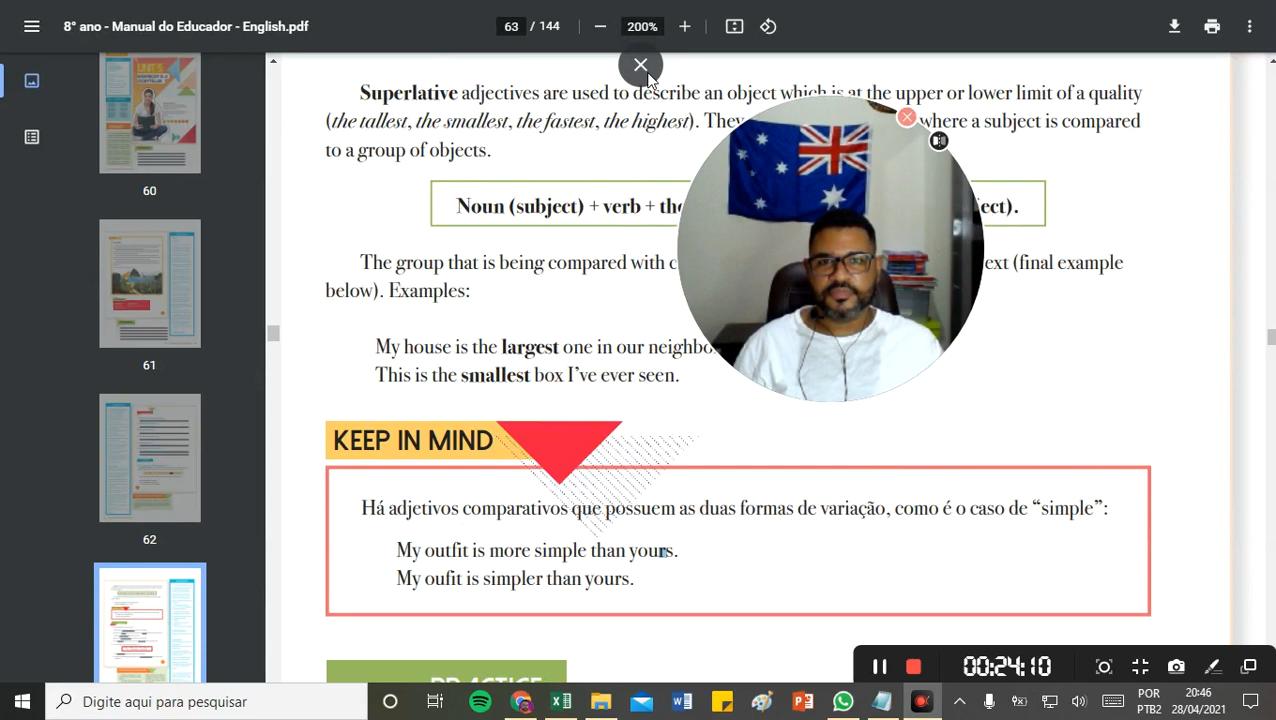 8° ano - Manual do Educador - English.pdf
63 / 144
200%
Superlative adjectives are used to describe an object which is at the upper or lower limit of a quality
(the tallest, the smallest, the fastest, the highest). They where a subject is compared
to a group of objects.
Noun (subject) + verb + the ject).
The group that is being compared with ext (final example
below). Examples:
My house is the largest one in our neighbo
This is the smallest box I've ever seen.
KEEP IN MIND
Há adjetivos comparativos que possuem as duas formas de variação, como é o caso de “simple”:
My outfit is more simple than yours.
My oufit is simpler than yours.
PRACTICE
60
61
62
00:24:10
Digite aqui para pesquisar
POR
PTB2
20:46
28/04/2021